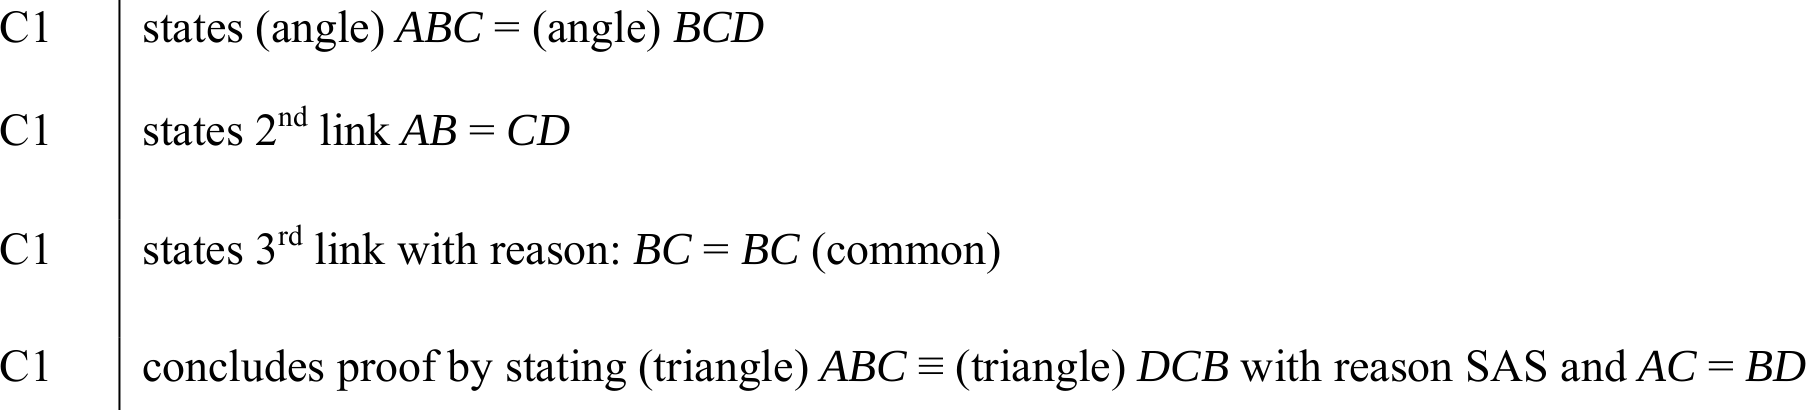 C1 states (angle) ABC = (angle) BCD
C1 states 2nd link AB = CD
C1 states 3rd link with reason: BC = BC (common)
C1 concludes proof by stating (triangle) ABC ≡ (triangle) DCB with reason SAS and AC = BD